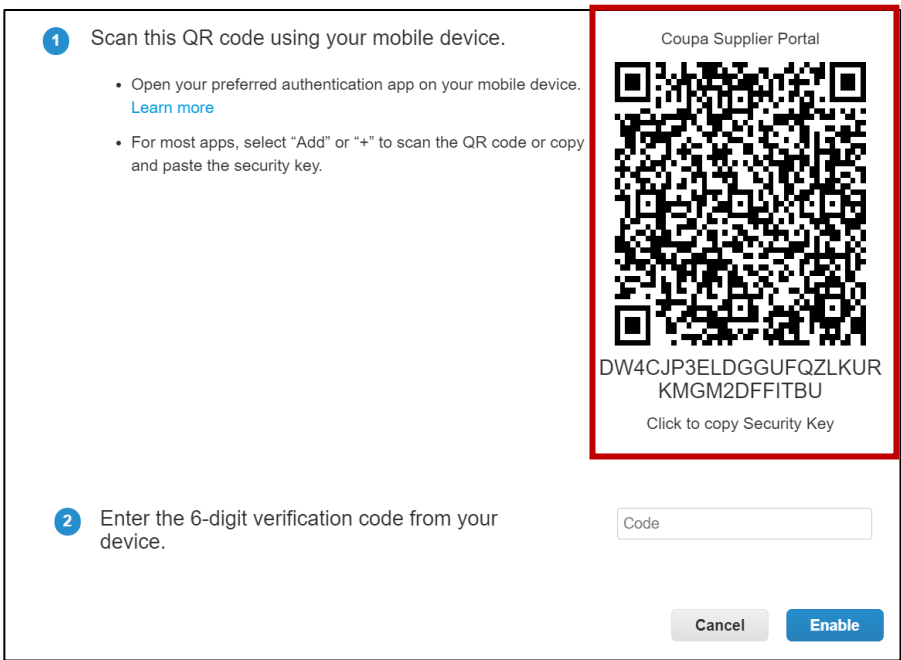 1 Scan this QR code using your mobile device.
• Open your preferred authentication app on your mobile device.
Learn more
• For most apps, select “Add” or “+” to scan the QR code or copy
and paste the security key.
Coupa Supplier Portal
DW4CJP3ELDGGUFQZLKUR
KMGM2DFFITBU
Click to copy Security Key
2 Enter the 6-digit verification code from your
device.
Code
Cancel
Enable